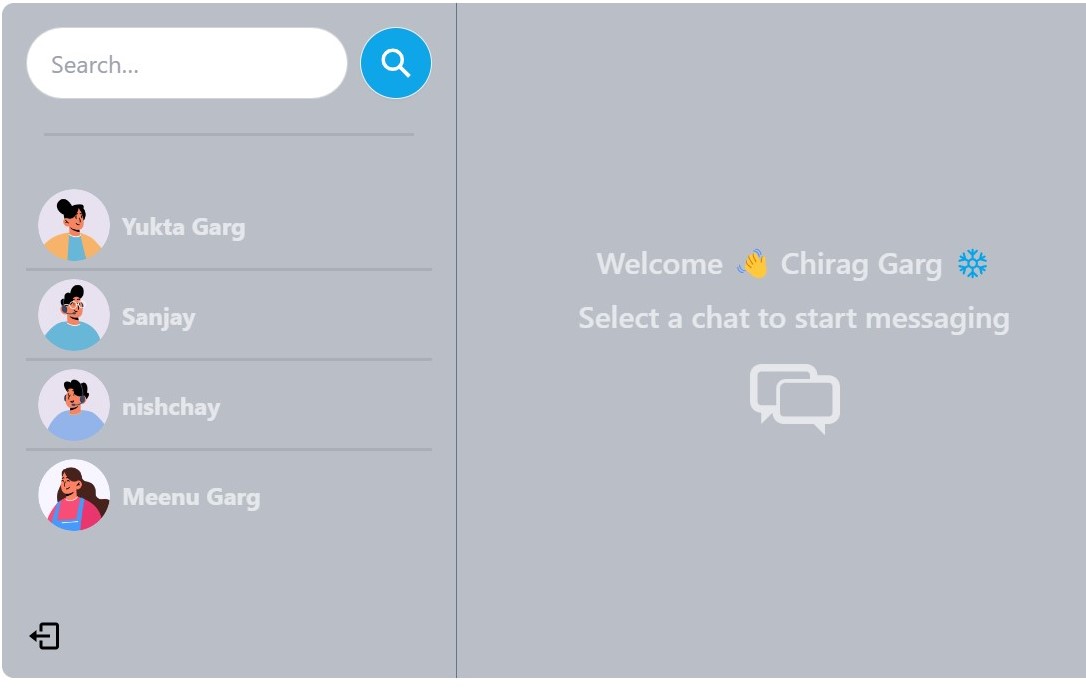 Search...
Yukta Garg
Sanjay
nishchay
Meenu Garg
Welcome 👋 Chirag Garg ❄
Select a chat to start messaging